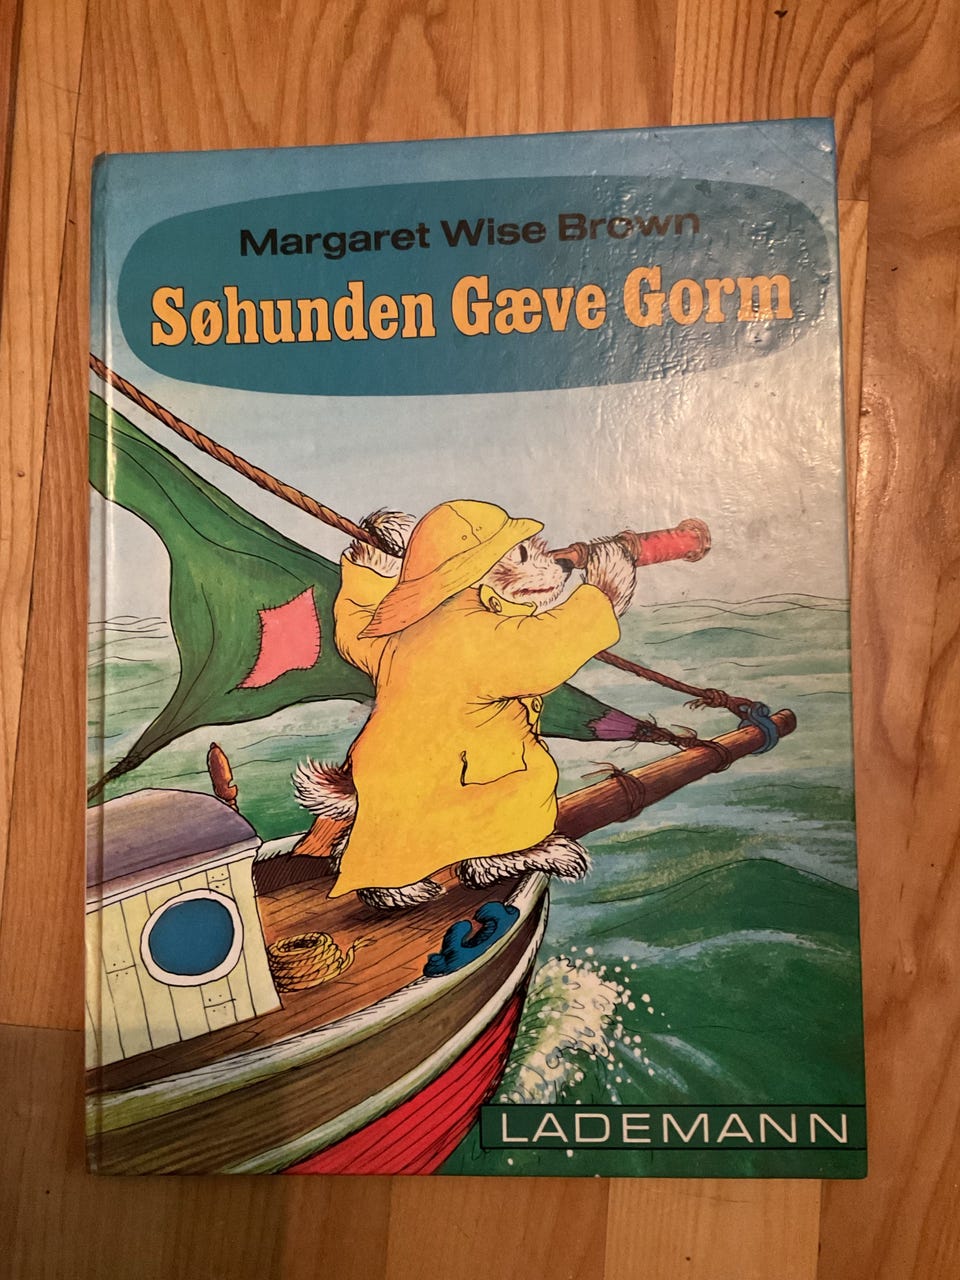 Margaret Wise Brown
Søhunden Gæve Gorm
LADEMANN